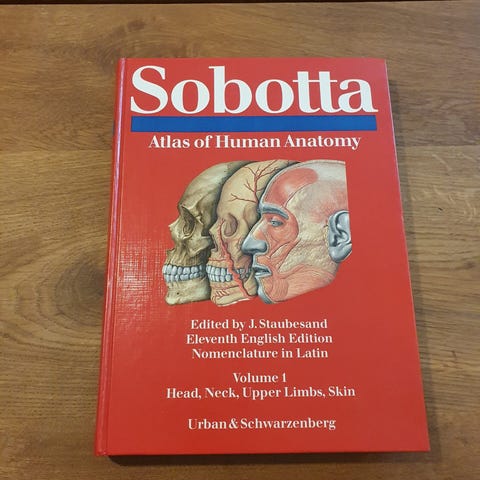 Sobotta
Atlas of Human Anatomy
Edited by J. Staubesand
Eleventh English Edition
Nomenclature in Latin
Volume 1
Head, Neck, Upper Limbs, Skin
Urban & Schwarzenberg